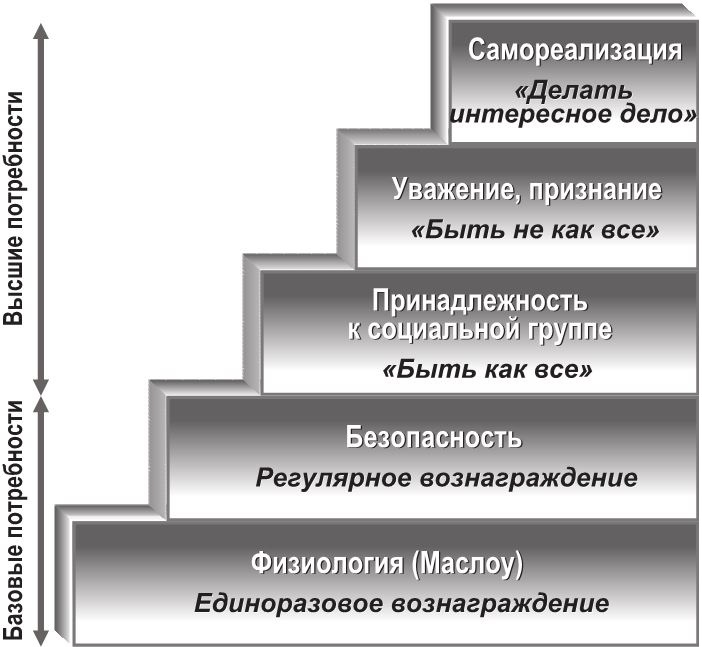 Самореализация
«Делать
интересное дело»
Уважение, признание
«Быть не как все»
Принадлежность
к социальной группе
«Быть как все»
Безопасность
Регулярное вознаграждение
Физиология (Маслоу)
Единоразовое вознаграждение
Высшие потребности
Базовые потребности